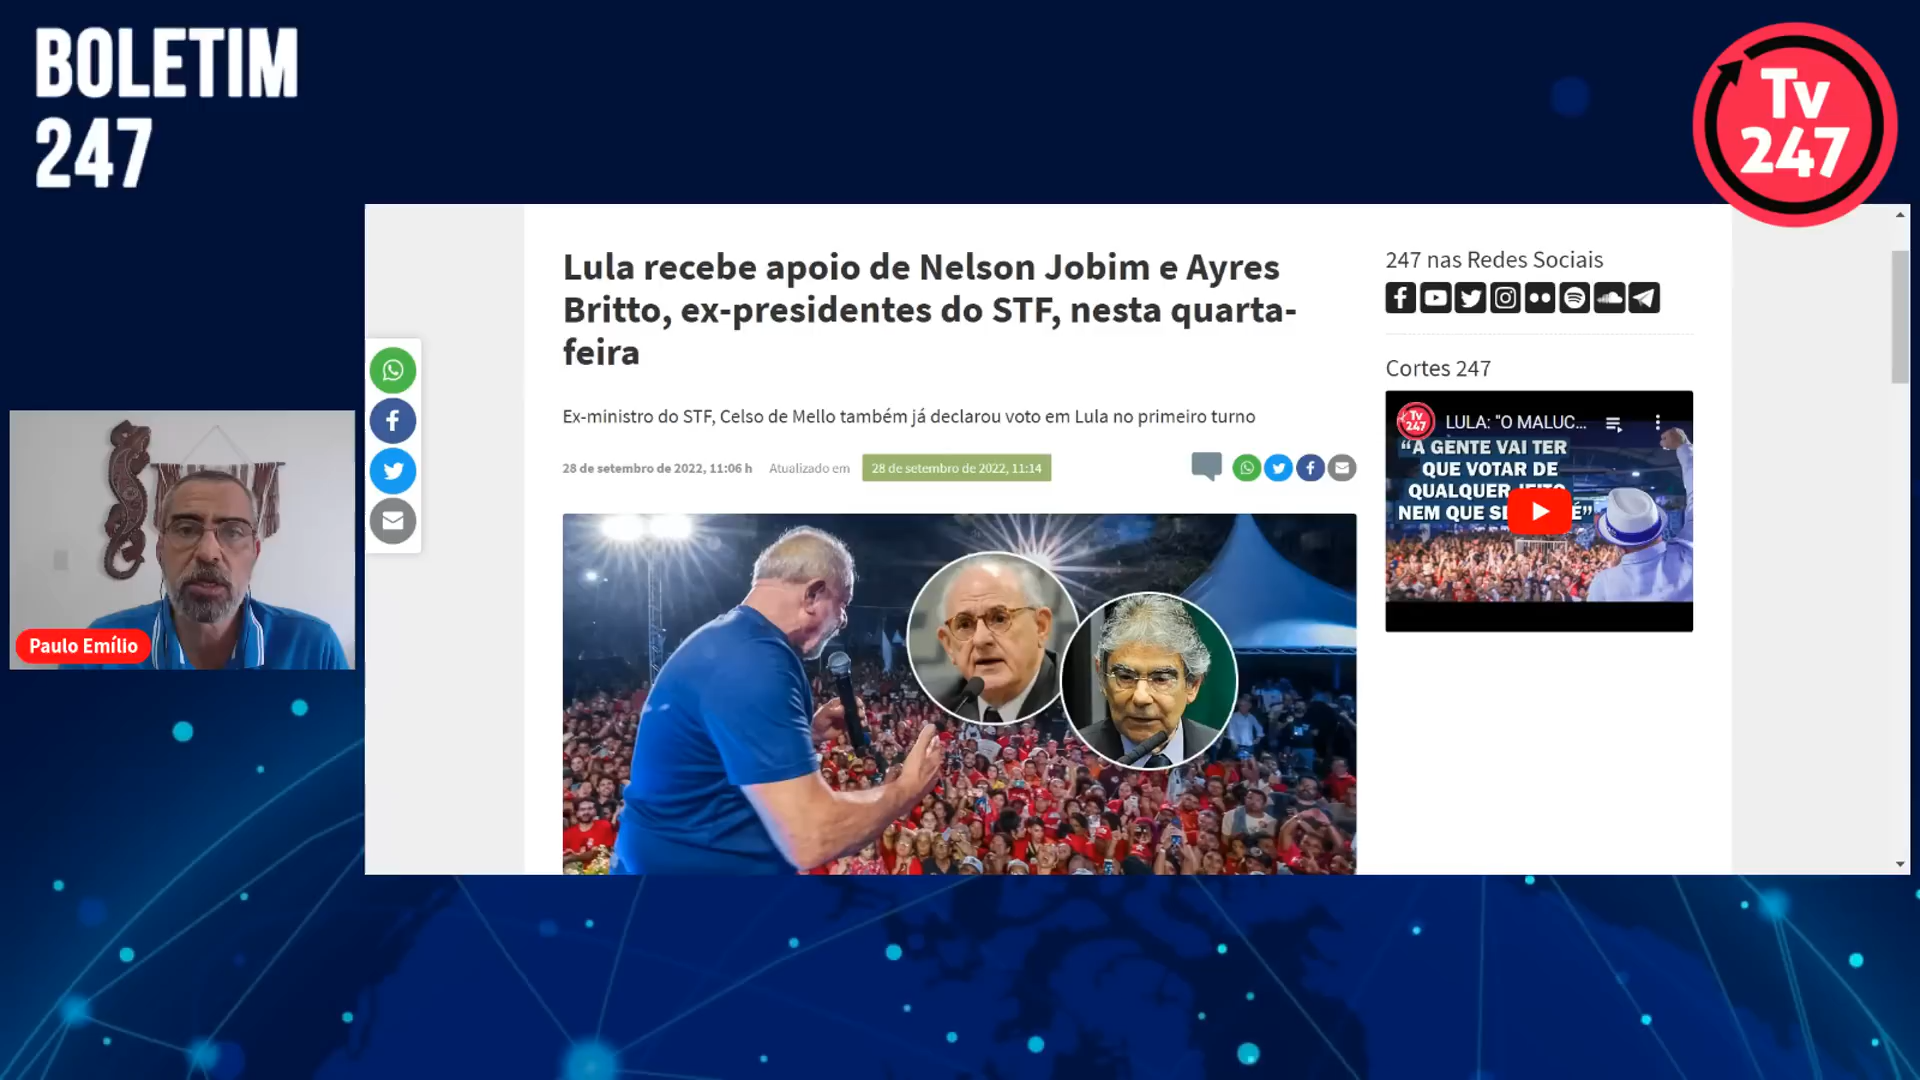 BOLETIM
247
Tv
247
Lula recebe apoio de Nelson Jobim e Ayres
Britto, ex-presidentes do STF, nesta quarta-
feira
Ex-ministro do STF, Celso de Mello também já declarou voto em Lula no primeiro turno
28 de setembro de 2022, 11:06 h Atualizado em 28 de setembro de 2022, 11:14
247 nas Redes Sociais
Cortes 247
Tv
247
LULA: "O MALUC...
“A GENTE VAI TER
QUE VOTAR DE
QUALQUER
NEM QUE É”
Paulo Emílio